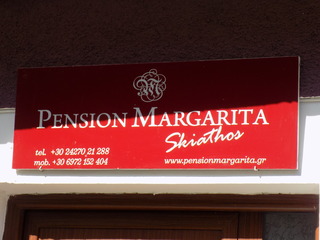 PENSION MARGARITA
Skiathos
tel. +30 24270 21 288
mob. +30 6972 152 404
www.pensionmargarita.gr